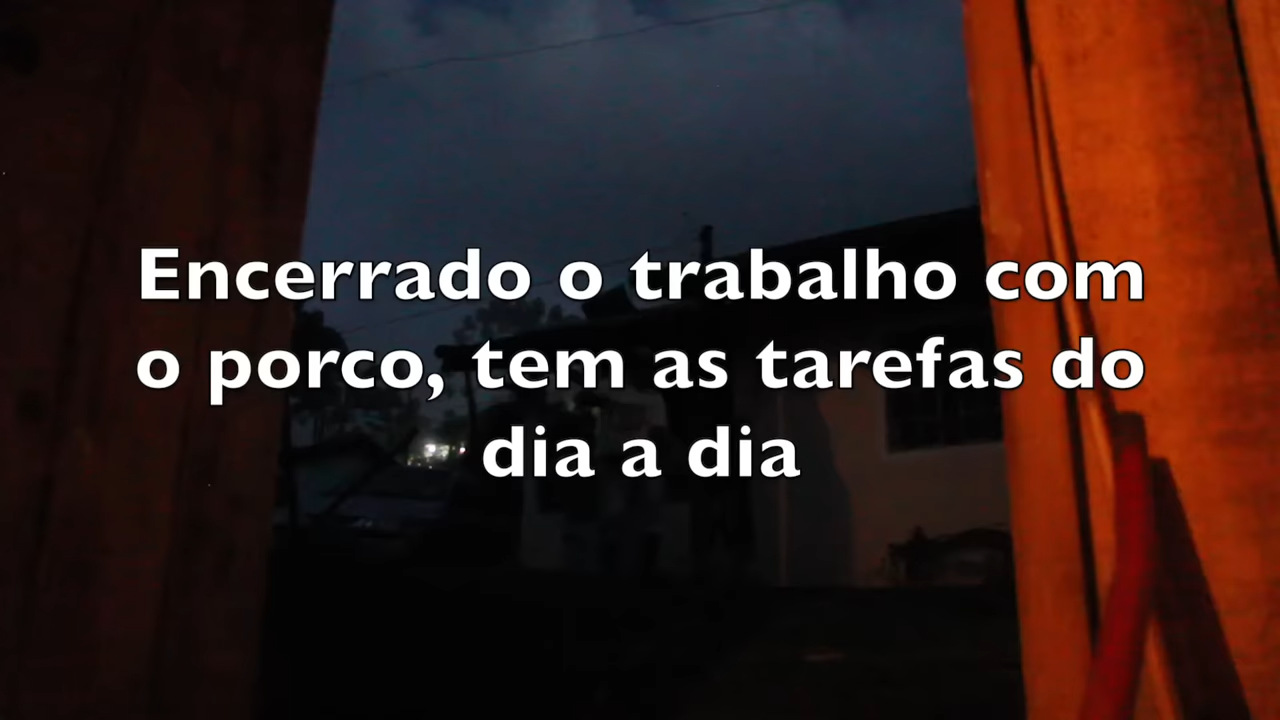 Encerrado o trabalho com
o porco, tem as tarefas do
dia a dia